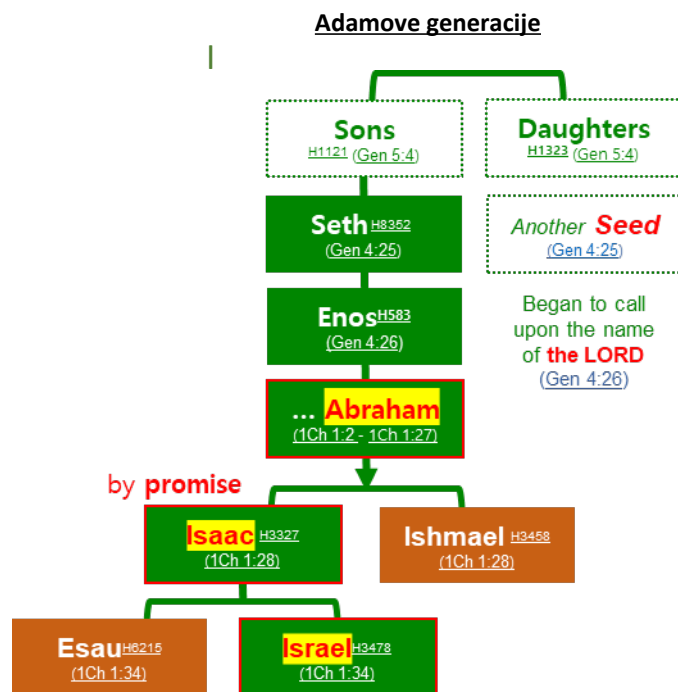 Adamove generacije
Sons
H1121 (Gen 5:4)
Daughters
H1323 (Gen 5:4)
Seth H8352
(Gen 4:25)
Another Seed
(Gen 4:25)
Enos H583
(Gen 4:26)
Began to call
upon the name
of the LORD
(Gen 4:26)
... Abraham
(1Ch 1:2 - 1Ch 1:27)
by promise
Isaac H3327
(1Ch 1:28)
Ishmael H3458
(1Ch 1:28)
Esau H6215
(1Ch 1:34)
Israel H3478
(1Ch 1:34)